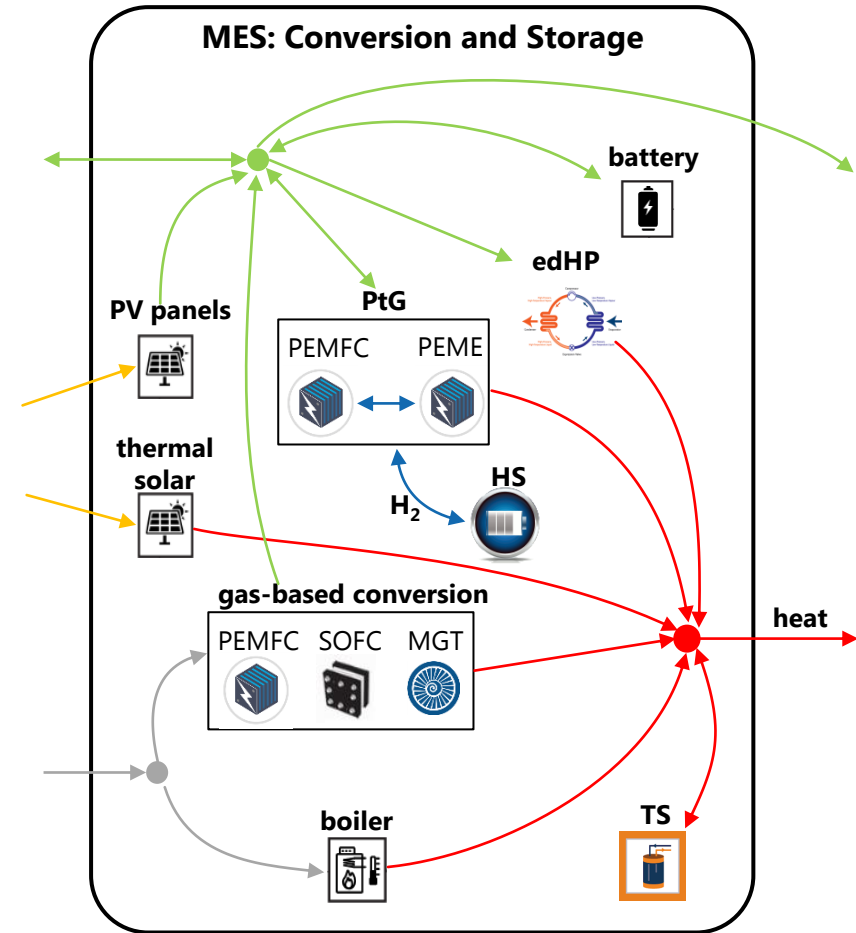 MES: Conversion and Storage
battery
edHP
PtG
PV panels
PEMFC PEME
thermal
solar
HS
H₂
gas-based conversion
heat
PEMFC SOFC MGT
boiler
TS